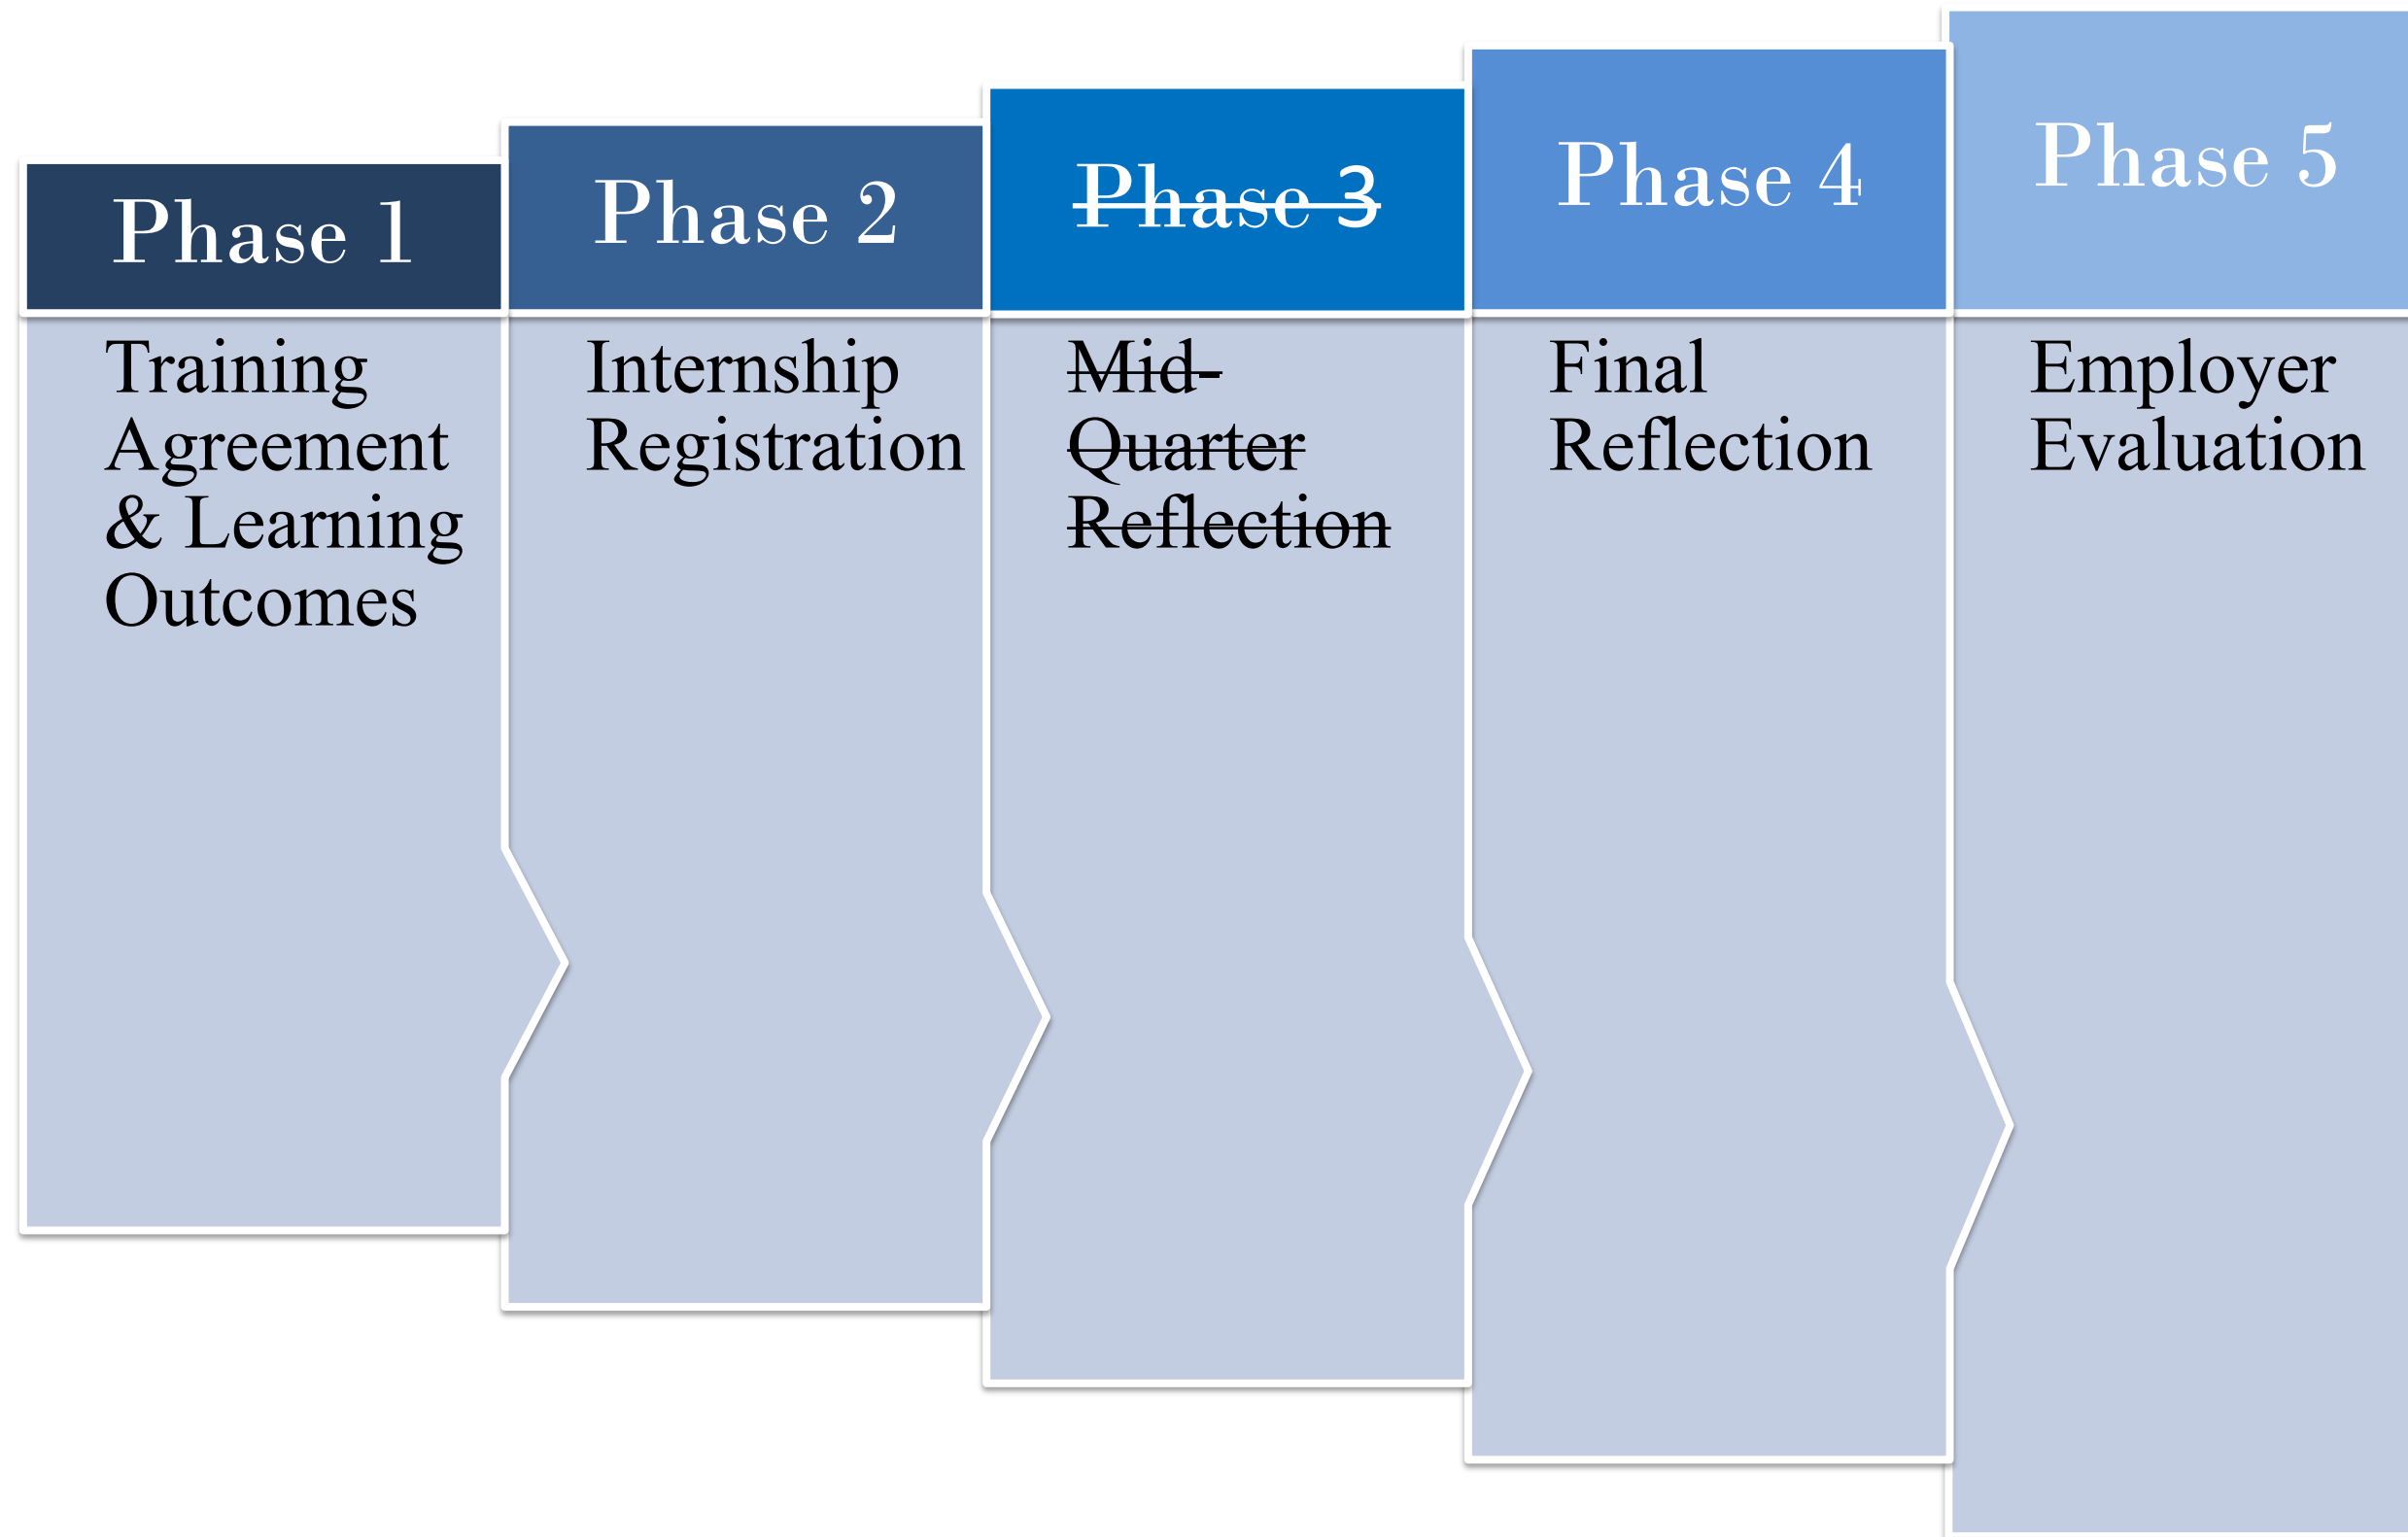 Phase 1
Training
Agreement
& Learning
Outcomes
Phase 2
Internship
Registration
Phase 3
Mid-
Quarter
Reflection
Phase 4
Final
Reflection
Phase 5
Employer
Evaluation